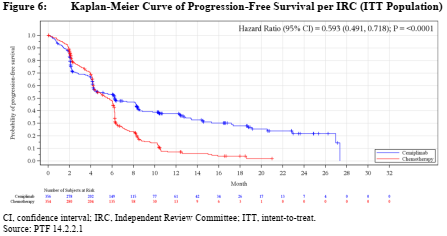 Figure 6: Kaplan-Meier Curve of Progression-Free Survival per IRC (ITT Population)
Hazard Ratio (95% CI) = 0.593 (0.491, 0.718); P = <0.0001
Probability of progression-free survival
1.0
0.9
0.8
0.7
0.6
0.5
0.4
0.3
0.2
0.1
0.0
Cemiplimab
Chemotherapy
0 2 4 6 8 10 12 14 16 18 20 22 24 26 28 30 32
Month
Number of Subjects at Risk
Cemiplimab
Chemotherapy
CI, confidence interval; IRC, Independent Review Committee; ITT, intent-to-treat.
Source: PTF 14.2.2.1